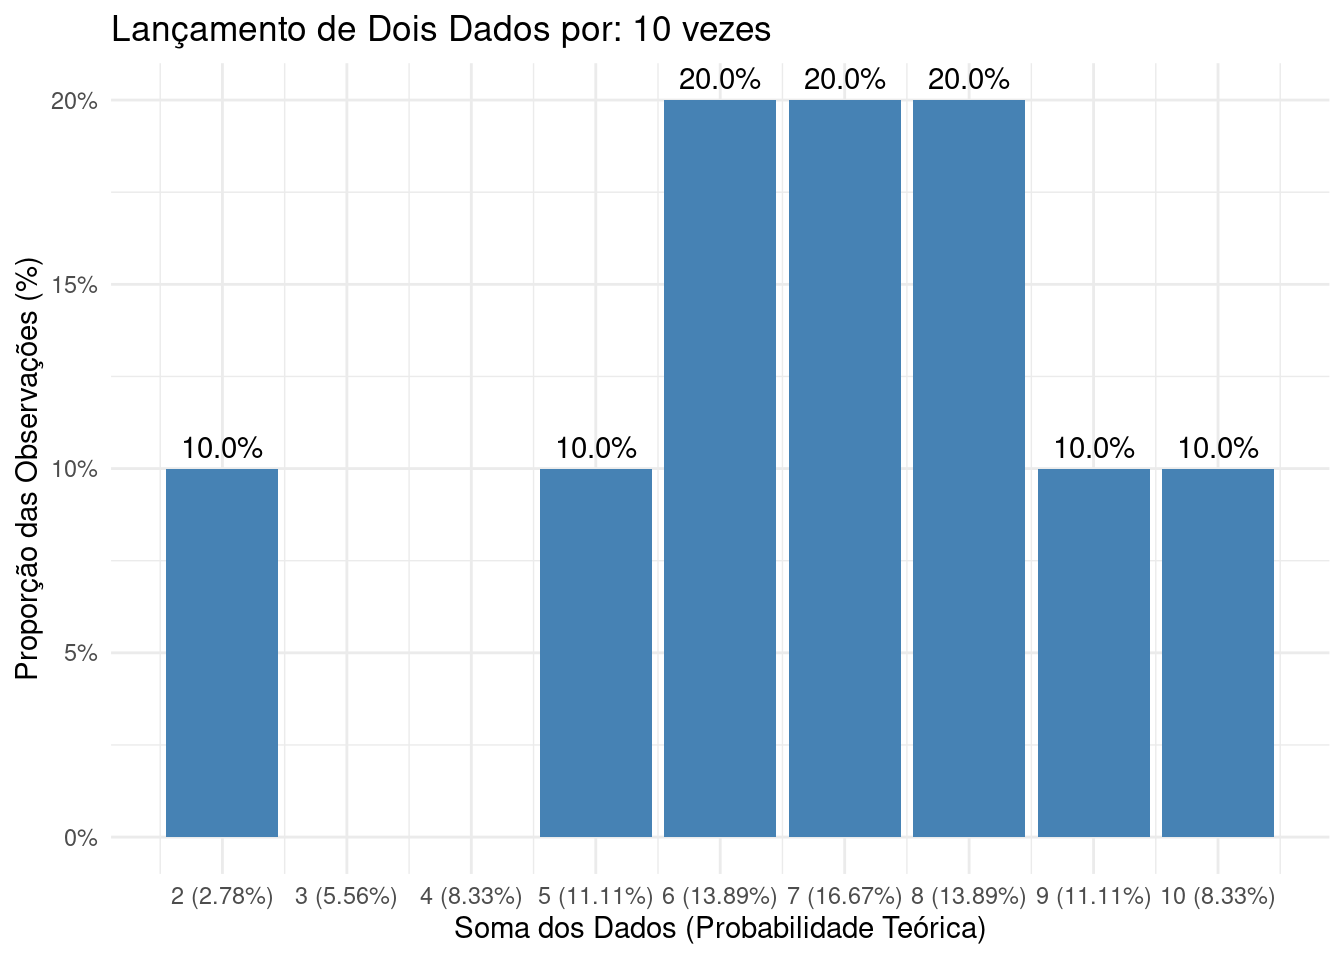 Lançamento de Dois Dados por: 10 vezes
20.0% 20.0% 20.0%
20%
15%
10.0% 10.0% 10.0% 10.0%
10%
5%
0%
Proporção das Observações (%)
2 (2.78%) 3 (5.56%) 4 (8.33%) 5 (11.11%) 6 (13.89%) 7 (16.67%) 8 (13.89%) 9 (11.11%) 10 (8.33%)
Soma dos Dados (Probabilidade Teórica)